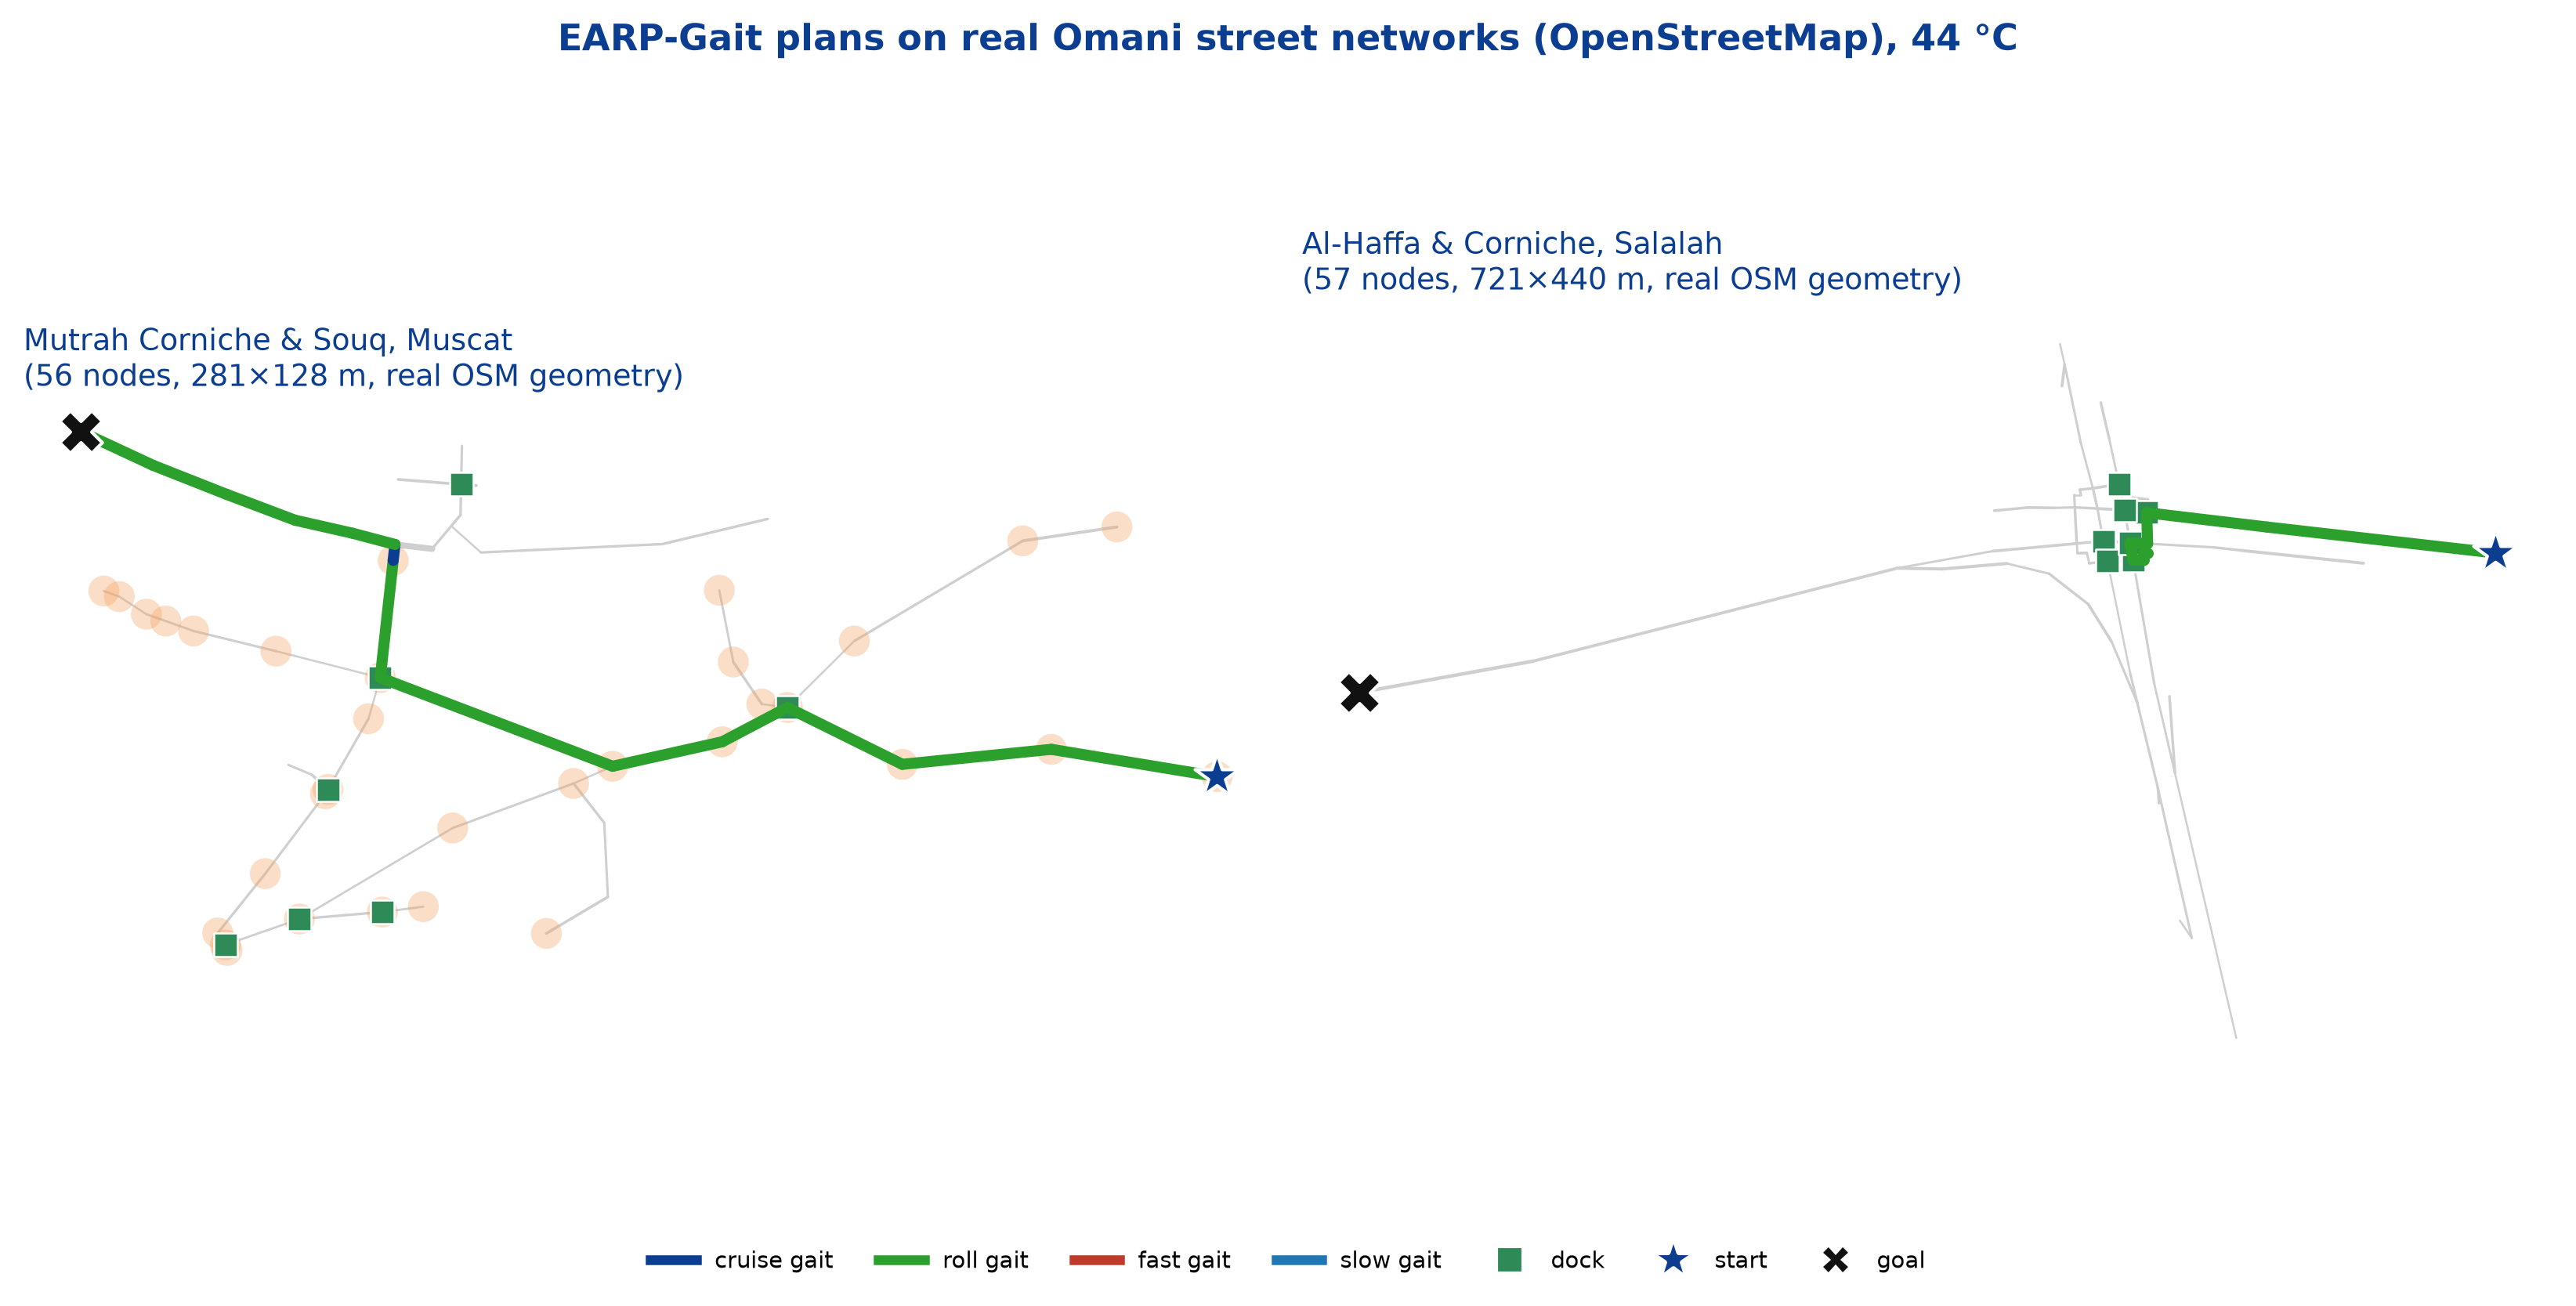 EARP-Gait plans on real Omani street networks (OpenStreetMap), 44 °C
Mutrah Corniche & Souq, Muscat
(56 nodes, 281×128 m, real OSM geometry)
Al-Haffa & Corniche, Salalah
(57 nodes, 721×440 m, real OSM geometry)
cruise gait roll gait fast gait slow gait dock start goal